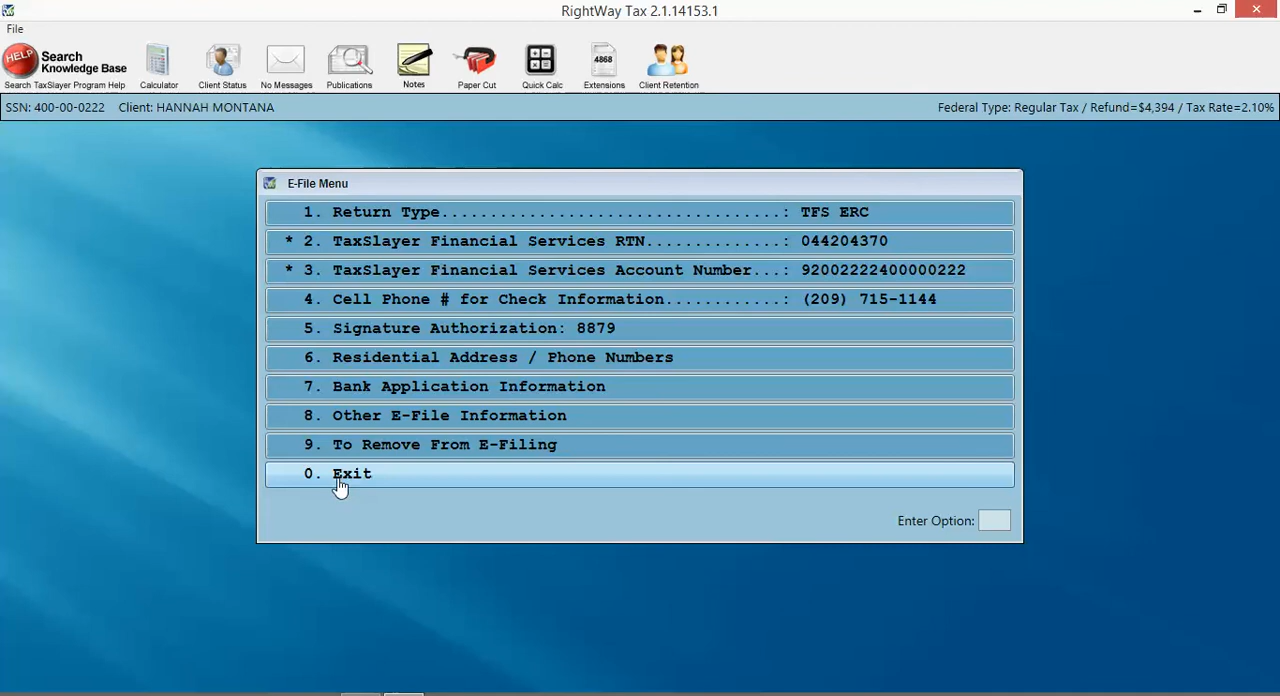 RightWay Tax 2.1.14153.1
File
HELP
Search
Knowledge Base
4868
Search TaxSlayer Program Help Calculator Client Status No Messages Publications Notes Paper Cut Quick Calc Extensions Client Retention
SSN: 400-00-0222 Client: HANNAH MONTANA Federal Type: Regular Tax / Refund=$4,394 / Tax Rate=2.10%
E-File Menu
1. Return Type...................................: TFS ERC
* 2. TaxSlayer Financial Services RTN..............: 044204370
* 3. TaxSlayer Financial Services Account Number...: 92002222400000222
4. Cell Phone # for Check Information............: (209) 715-1144
5. Signature Authorization: 8879
6. Residential Address / Phone Numbers
7. Bank Application Information
8. Other E-File Information
9. To Remove From E-Filing
0. Exit
Enter Option: